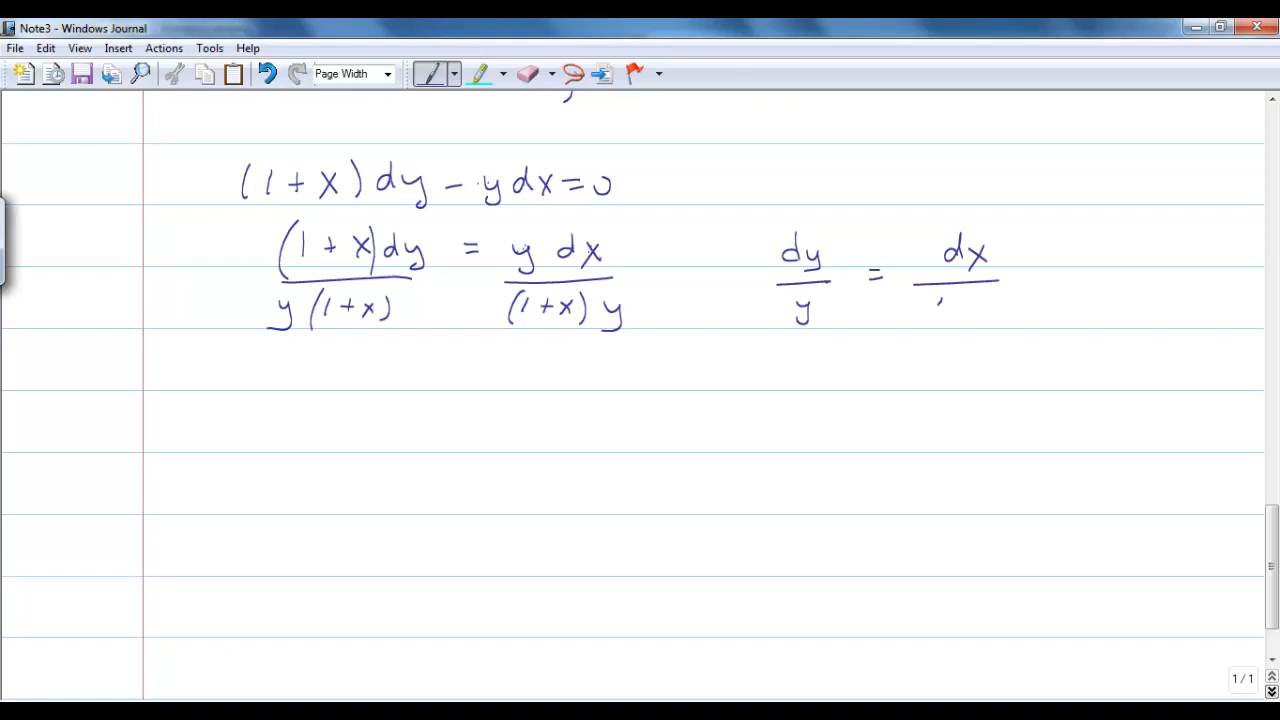 Note3 - Windows Journal
File Edit View Insert Actions Tools Help
Page Width
(1 + x) dy - y dx = 0
(1 + x) dy = y dx
y (1 + x) (1 + x) y
dy = dx
y
1 / 1